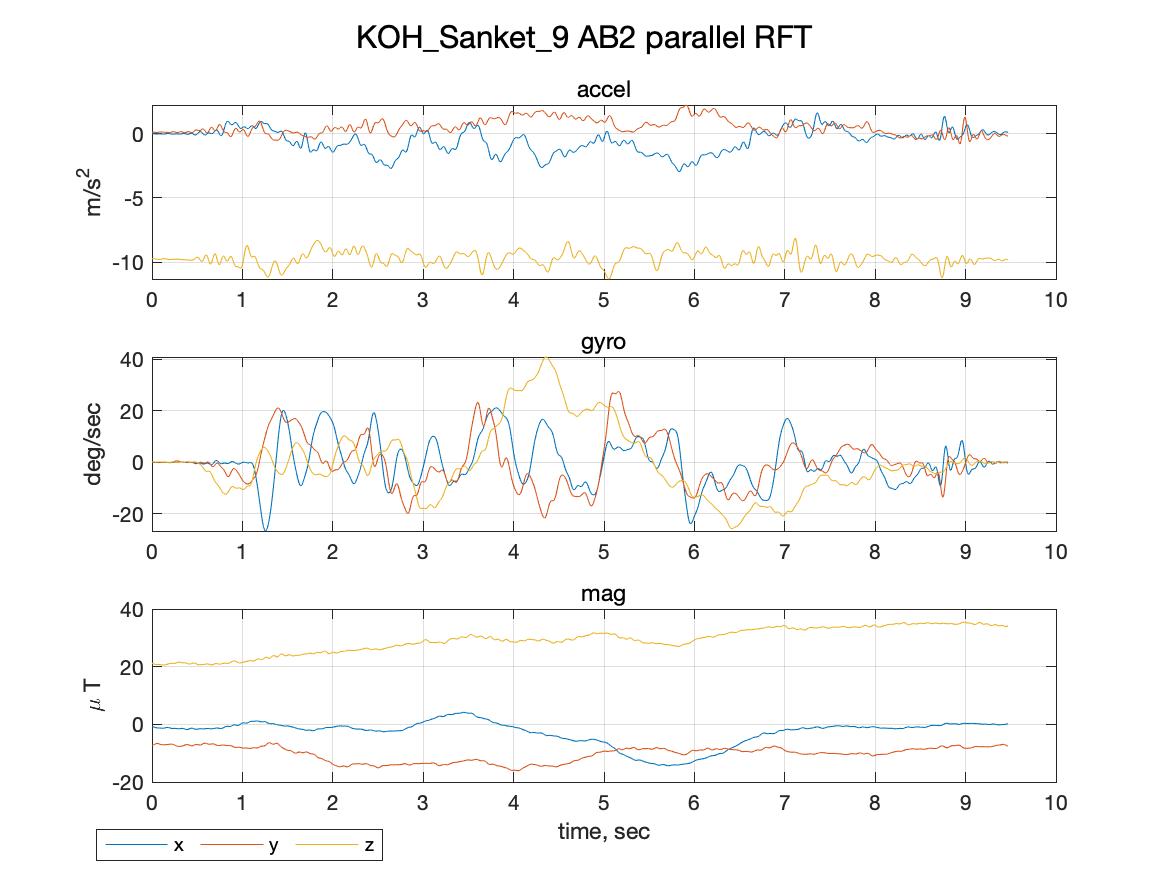 KOH_Sanket_9 AB2 parallel RFT
accel
0
-5
-10
m/s2
0 1 2 3 4 5 6 7 8 9 10
gyro
40
20
0
-20
deg/sec
0 1 2 3 4 5 6 7 8 9 10
mag
40
20
0
-20
μ T
0 1 2 3 4 5 6 7 8 9 10
time, sec
x y z